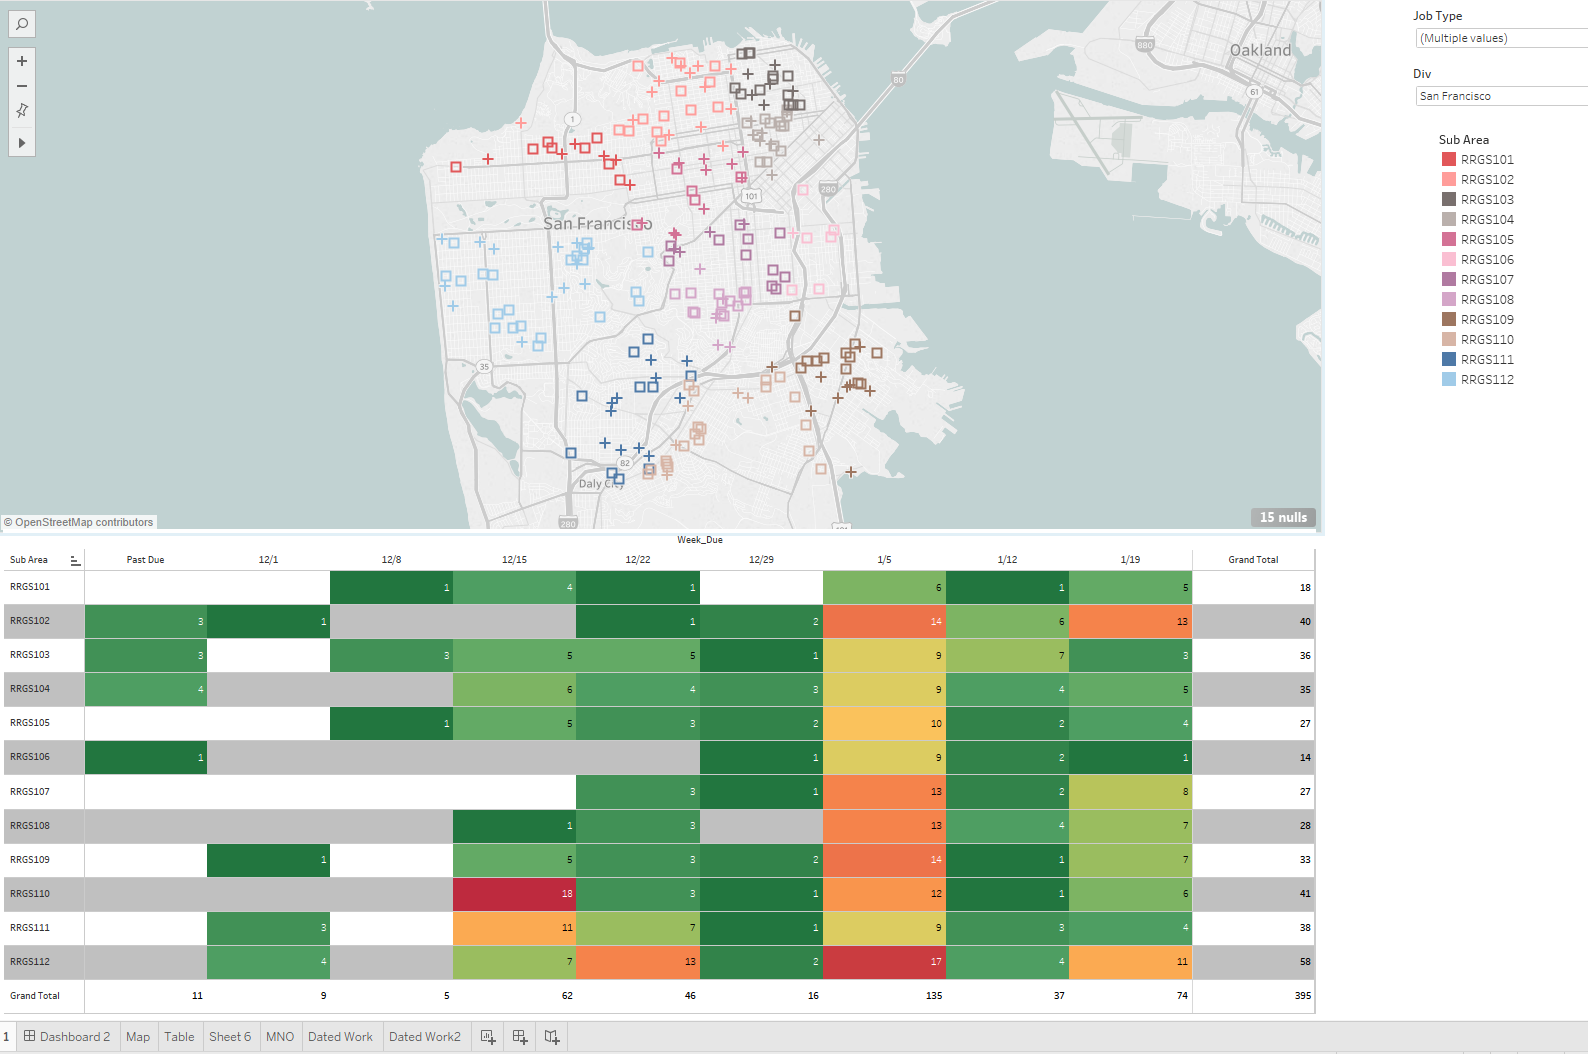 Job Type
(Multiple values)
Div
San Francisco
Sub Area
RRGS101
RRGS102
RRGS103
RRGS104
RRGS105
RRGS106
RRGS107
RRGS108
RRGS109
RRGS110
RRGS111
RRGS112
Oakland
880
61
80
1
101
280
San Francisco
35
82
Daly City
280
© OpenStreetMap contributors
15 nulls
Week_Due
Sub Area Past Due 12/1 12/8 12/15 12/22 12/29 1/5 1/12 1/19 Grand Total
RRGS101 1 4 1 6 1 5 18
RRGS102 3 1 1 2 14 6 13 40
RRGS103 3 3 5 5 1 9 7 3 36
RRGS104 4 6 4 3 9 4 5 35
RRGS105 1 5 3 2 10 2 4 27
RRGS106 1 1 9 2 1 14
RRGS107 3 1 13 2 8 27
RRGS108 1 3 13 4 7 28
RRGS109 1 5 3 2 14 1 7 33
RRGS110 18 3 1 12 1 6 41
RRGS111 3 11 7 1 9 3 4 38
RRGS112 4 7 13 2 17 4 11 58
Grand Total 11 9 5 62 46 16 135 37 74 395
1 Dashboard 2 Map Table Sheet 6 MNO Dated Work Dated Work2